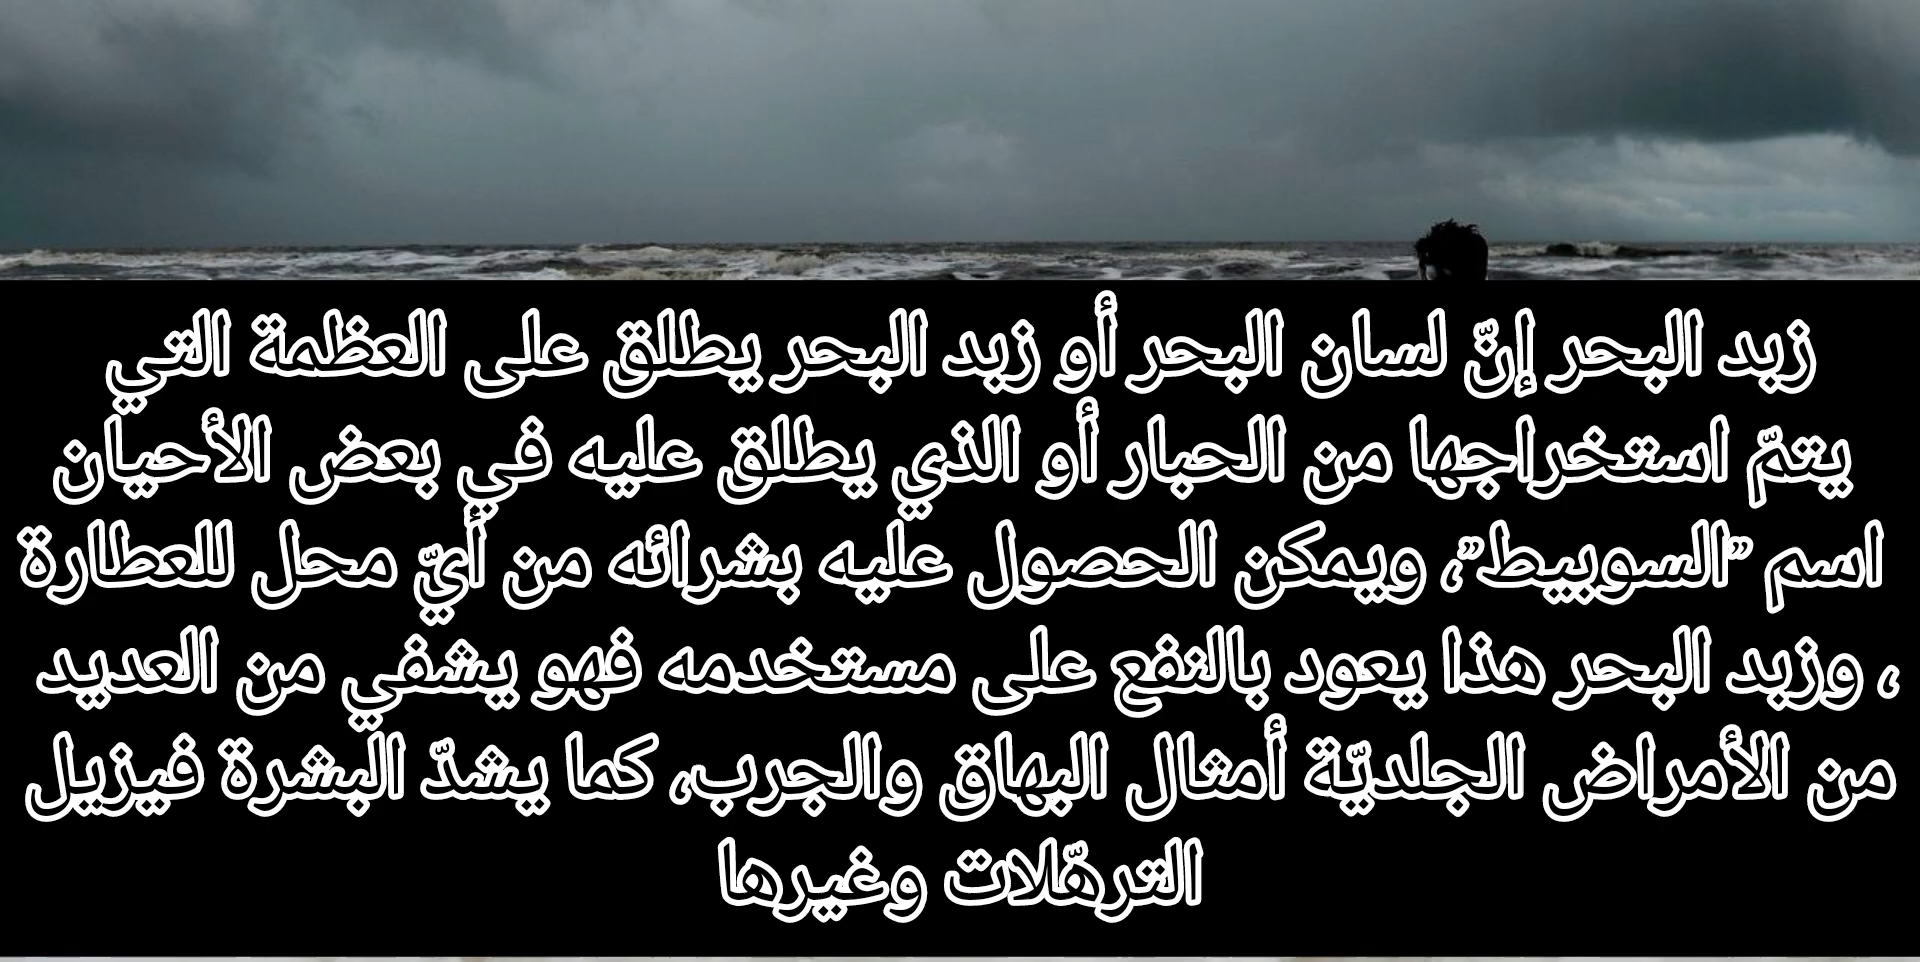 زبد البحر إنّ لسان البحر أو زبد البحر يطلق على العظمة التي
يتمّ استخراجها من الحبار أو الذي يطلق عليه في بعض الأحيان
اسم ”السوبيط”، ويمكن الحصول عليه بشرائه من أيّ محل للعطارة
، وزبد البحر هذا يعود بالنفع على مستخدمه فهو يشفي من العديد
من الأمراض الجلديّة أمثال البهاق والجرب، كما يشدّ البشرة فيزيل
الترهّلات وغيرها